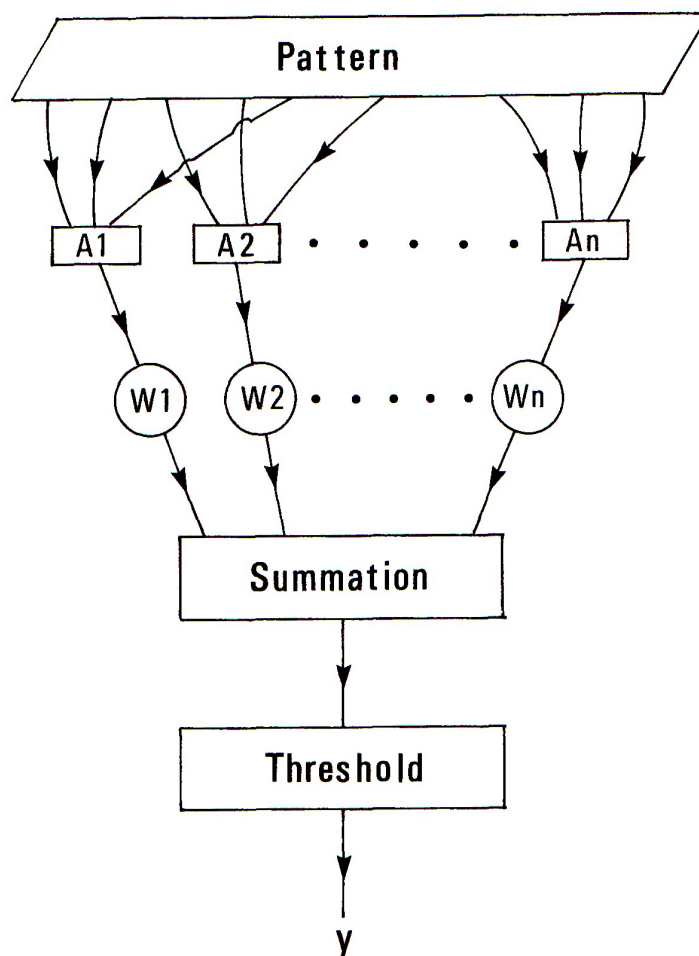 Pattern
A1 A2 . . . . . An
W1 W2 . . . . . Wn
Summation
Threshold
y